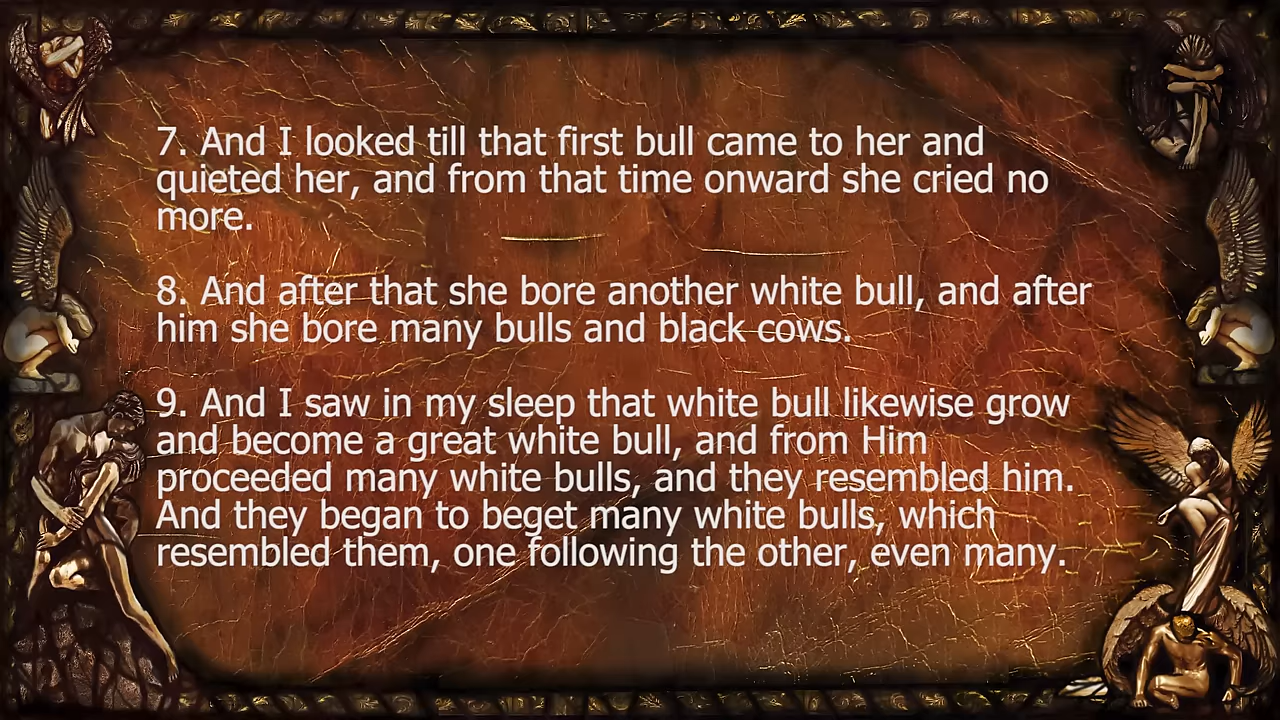 7. And I looked till that first bull came to her and
quieted her, and from that time onward she cried no
more.
8. And after that she bore another white bull, and after
him she bore many bulls and black cows.
9. And I saw in my sleep that white bull likewise grow
and become a great white bull, and from Him
proceeded many white bulls, and they resembled him.
And they began to beget many white bulls, which
resembled them, one following the other, even many.